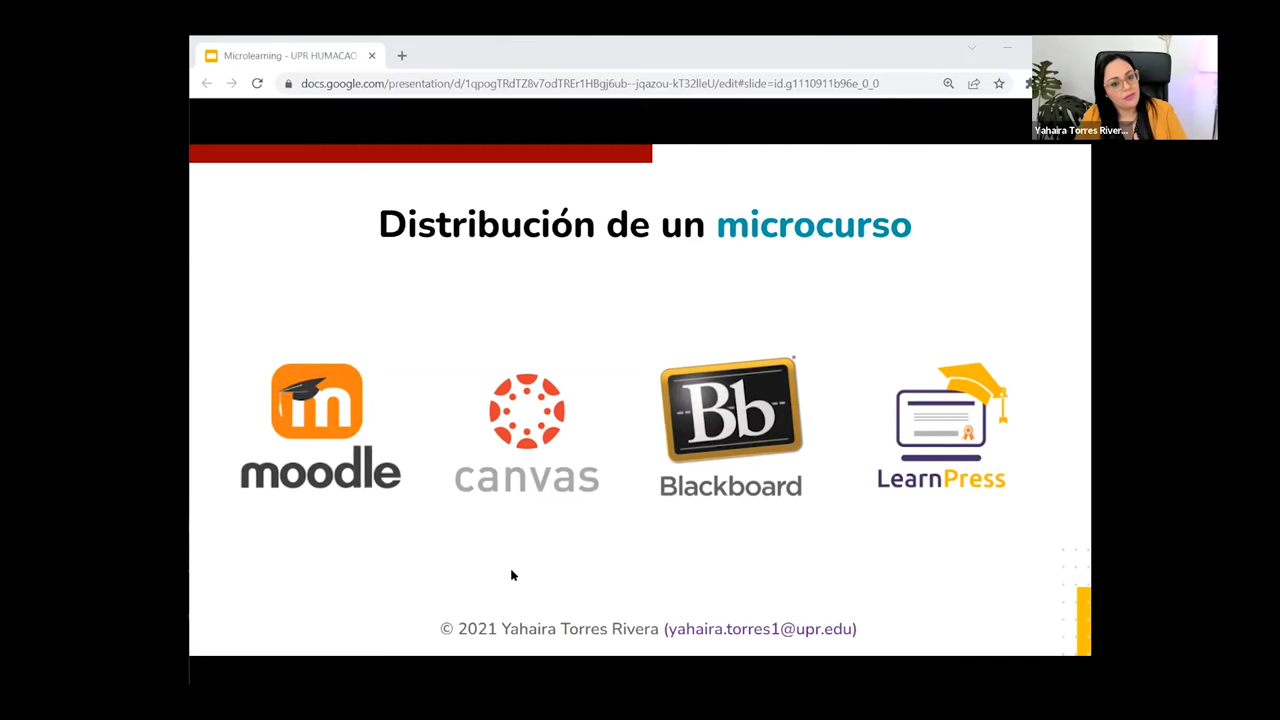 Microlearning - UPR HUMACAO
docs.google.com/presentation/d/1qpogTRdTZ8v7odTREr1HBgj6ub--jqazou-kT32lleU/edit#slide=id.g1110911b96e_0_0
Yahaira Torres River...
Distribución de un microcurso
m
moodle
canvas
Bb
Blackboard
LearnPress
© 2021 Yahaira Torres Rivera (yahaira.torres1@upr.edu)